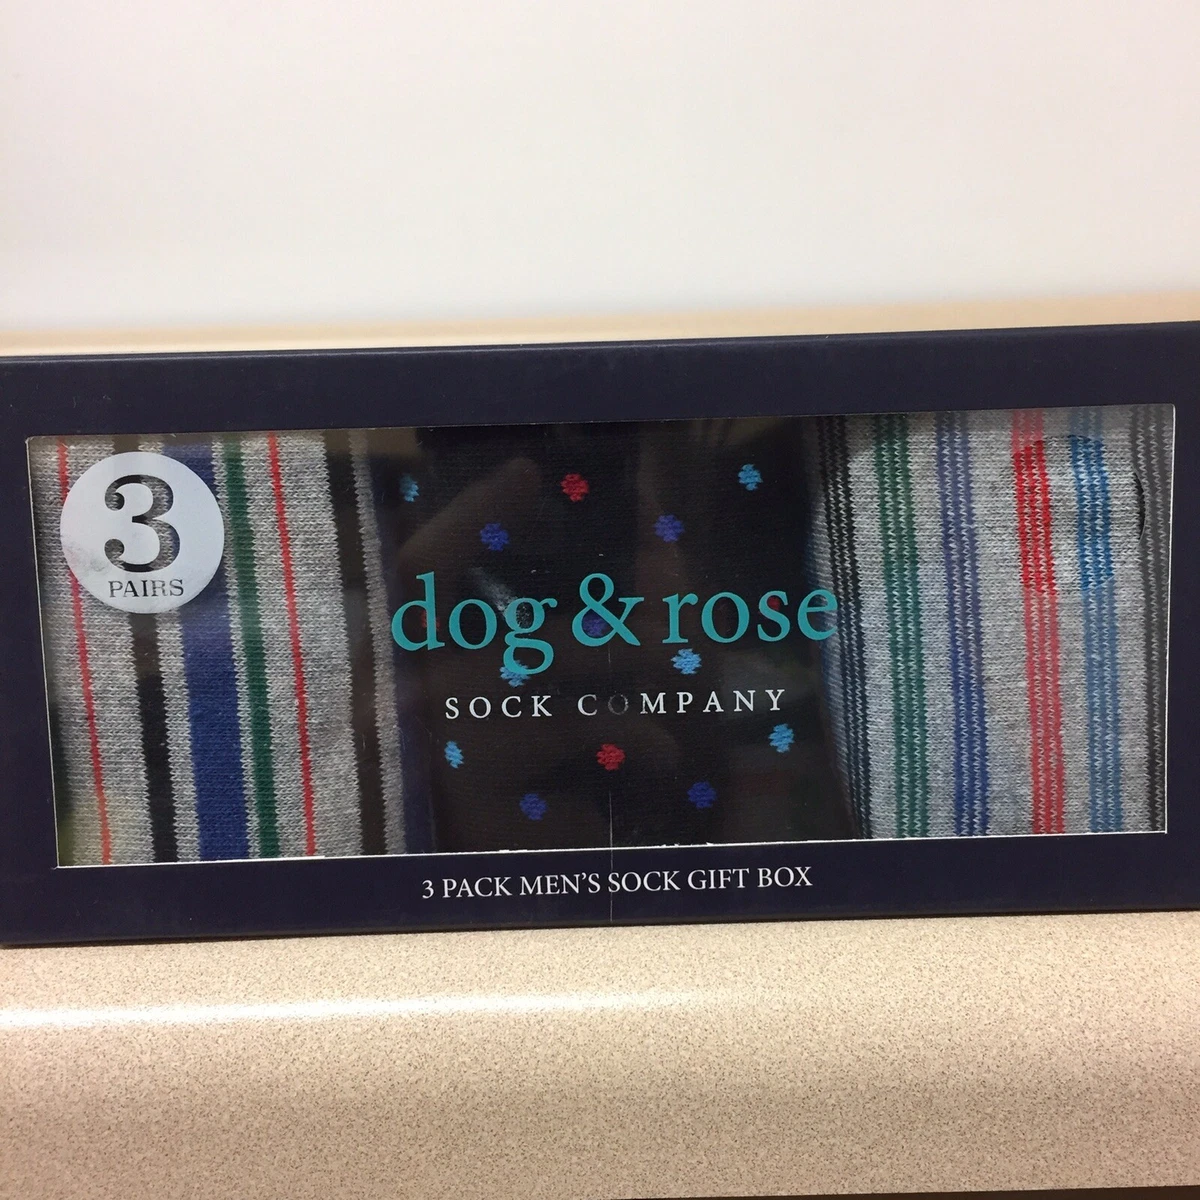 3
PAIRS
dog & rose
SOCK COMPANY
3 PACK MEN'S SOCK GIFT BOX